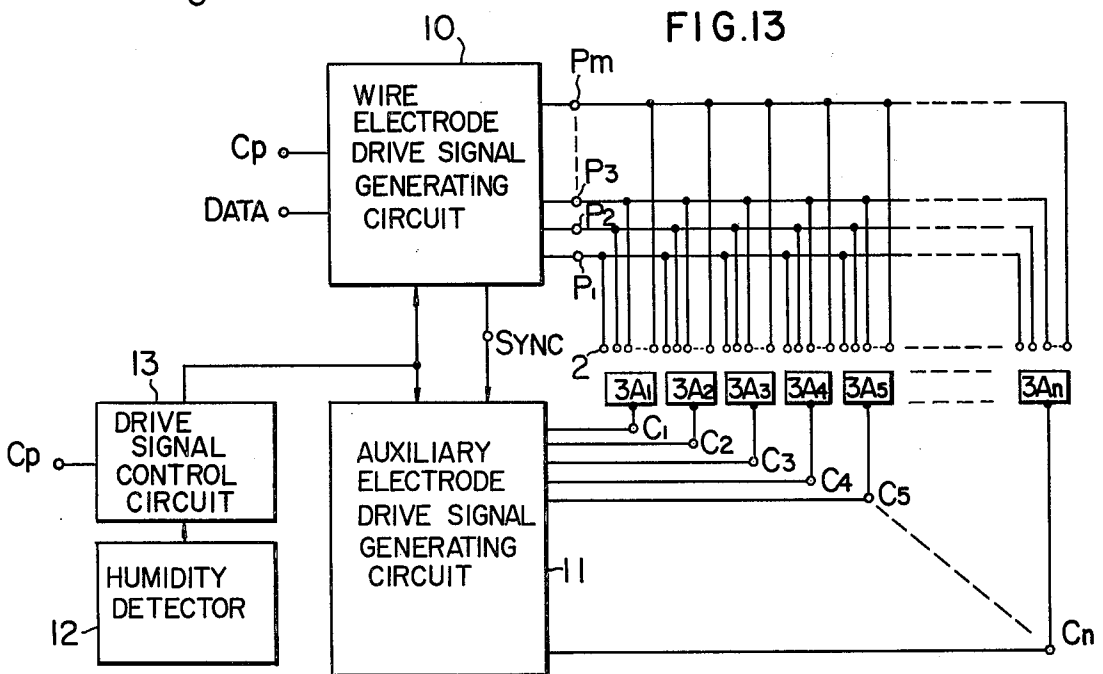 FIG.13
10
WIRE
ELECTRODE
DRIVE SIGNAL
GENERATING
CIRCUIT
Cp
DATA
Pm
P3
P2
P1
SYNC
2
3A1 3A2 3A3 3A4 3A5 3An
13
DRIVE
SIGNAL
CONTROL
CIRCUIT
Cp
AUXILIARY
ELECTRODE
DRIVE SIGNAL
GENERATING
CIRCUIT
11
C1
C2
C3
C4
C5
Cn
HUMIDITY
DETECTOR
12